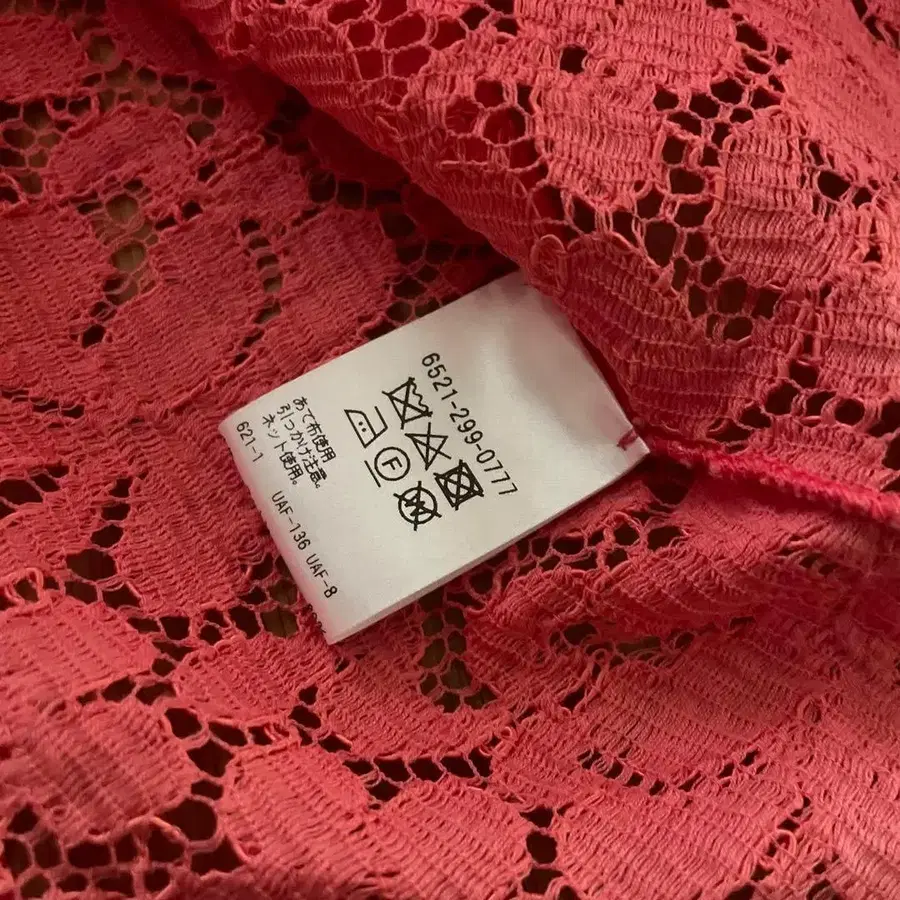 6521-299-0777
F
W
あて布使用
引っかけ注意。
ネット使用。
621-1
UAF-136 UAF-8